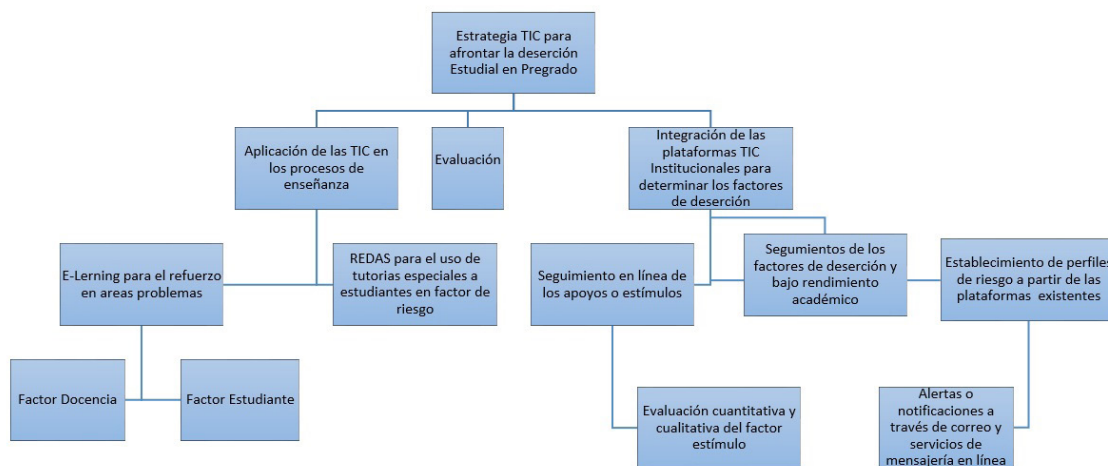 Estrategia TIC para
afrontar la deserción
Estudial en Pregrado
Aplicación de las TIC en
los procesos de
enseñanza
Evaluación
Integración de las
plataformas TIC
Institucionales para
determinar los factores
de deserción
E-Lerning para el refuerzo
en areas problemas
REDAS para el uso de
tutorias especiales a
estudiantes en factor de
riesgo
Seguimiento en línea de
los apoyos o estímulos
Segumientos de los
factores de deserción y
bajo rendimiento
académico
Establecimiento de perfiles
de riesgo a partir de las
plataformas existentes
Factor Docencia
Factor Estudiante
Evaluación cuantitativa y
cualitativa del factor
estímulo
Alertas o
notificaciones a
través de correo y
servicios de
mensajería en línea